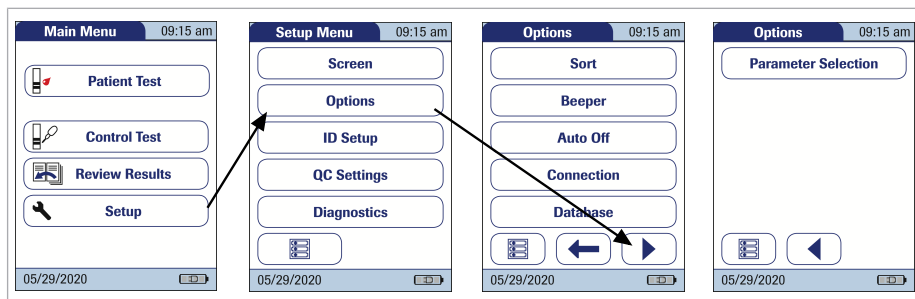 Main Menu 09:15 am
Patient Test
Control Test
Review Results
Setup
05/29/2020
Setup Menu 09:15 am
Screen
Options
ID Setup
QC Settings
Diagnostics
05/29/2020
Options 09:15 am
Sort
Beeper
Auto Off
Connection
Database
05/29/2020
Options 09:15 am
Parameter Selection
05/29/2020